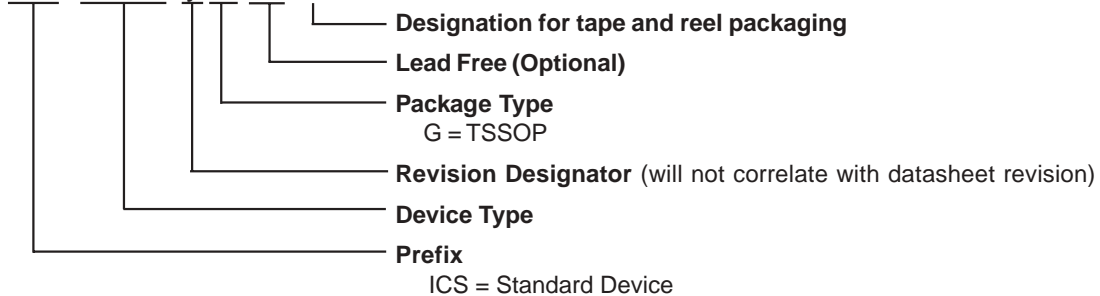 Designation for tape and reel packaging
Lead Free (Optional)
Package Type
G = TSSOP
Revision Designator (will not correlate with datasheet revision)
Device Type
Prefix
ICS = Standard Device